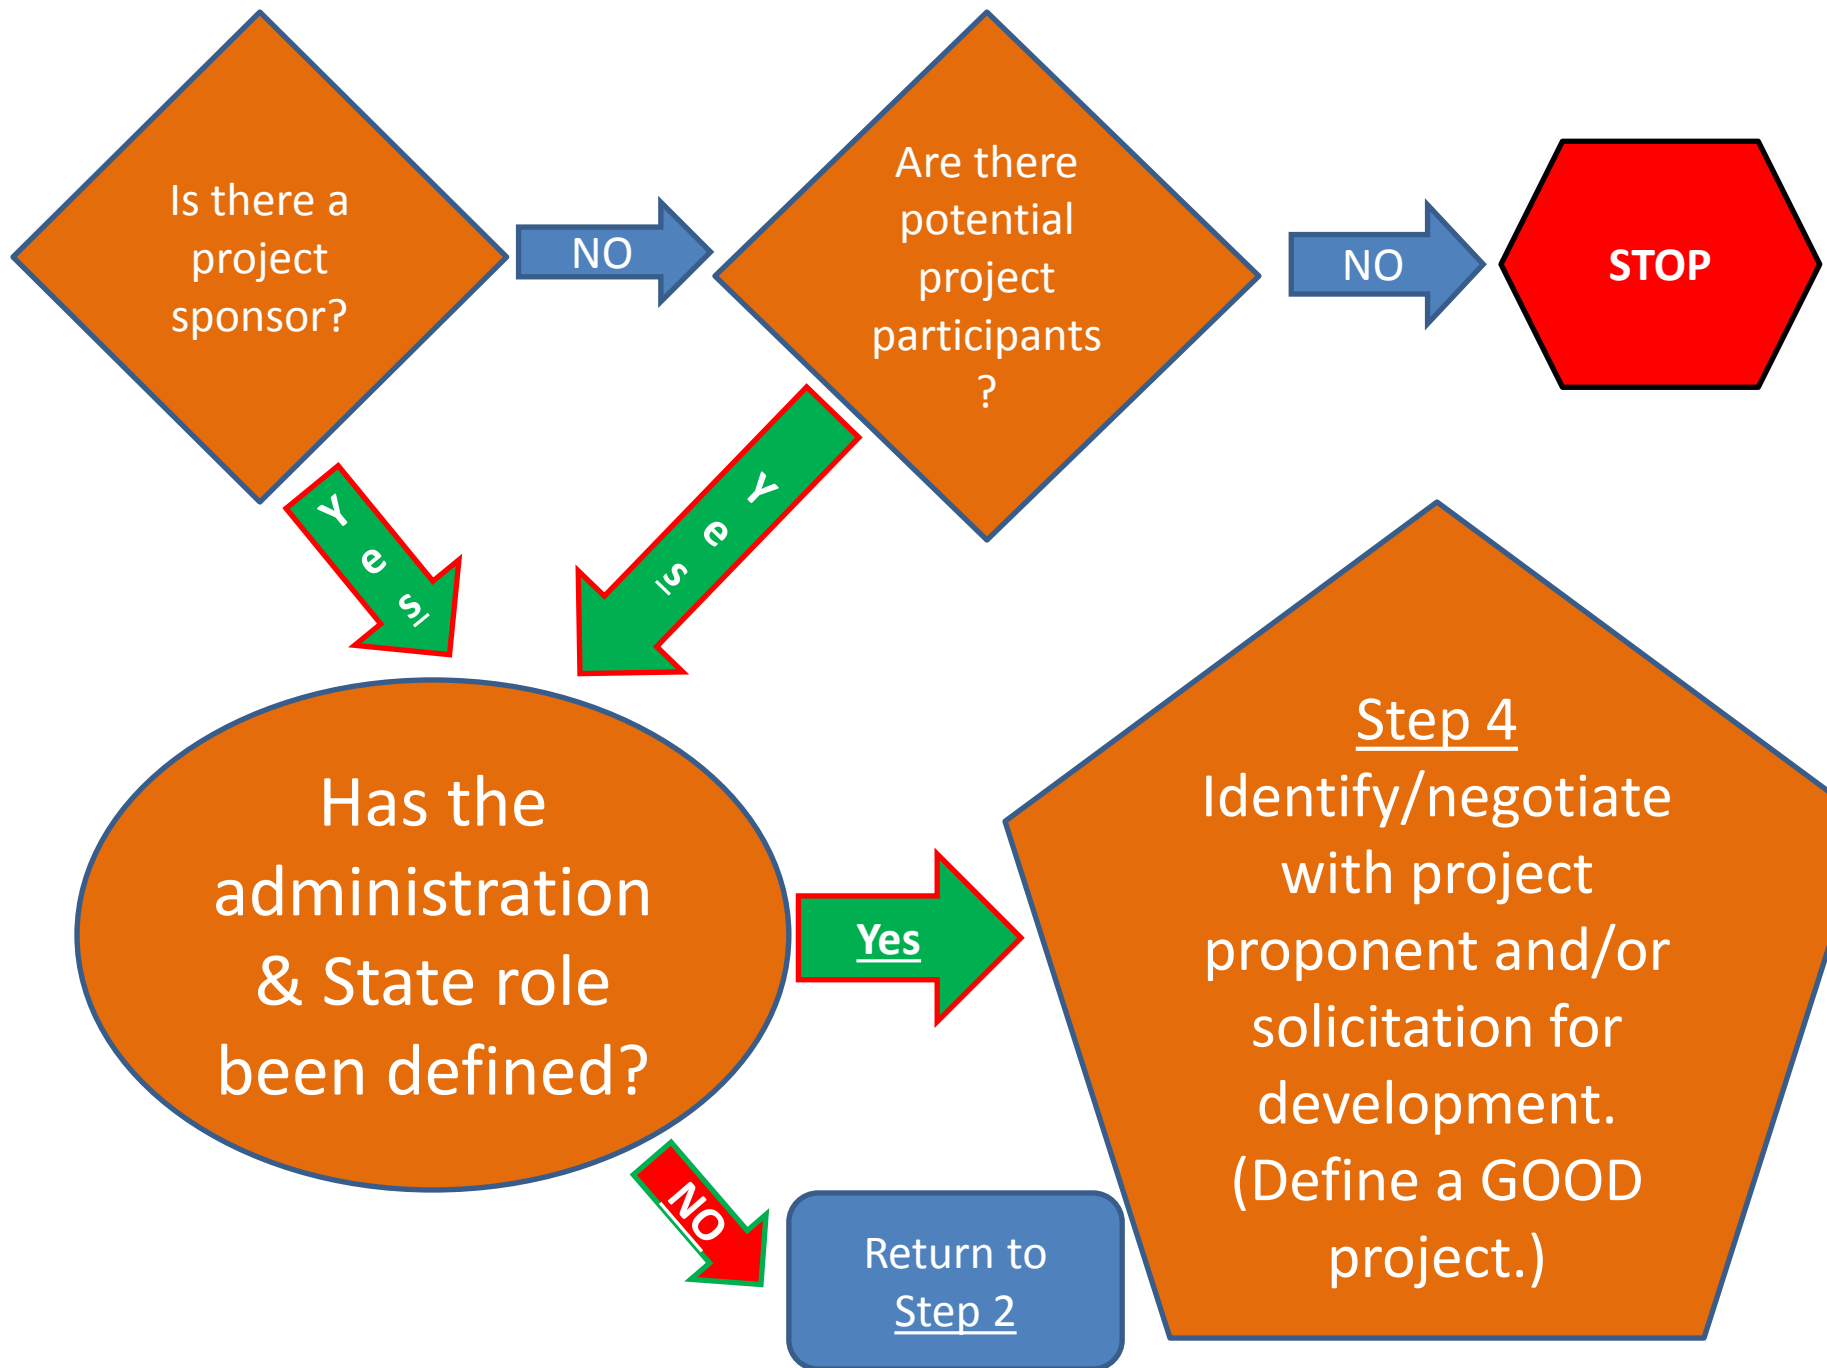 Is there a
project
sponsor?
NO
Are there
potential
project
participants
?
NO
STOP
Yes
Yes
Has the
administration
& State role
been defined?
Yes
NO
Return to
Step 2
Step 4
Identify/negotiate
with project
proponent and/or
solicitation for
development.
(Define a GOOD
project.)